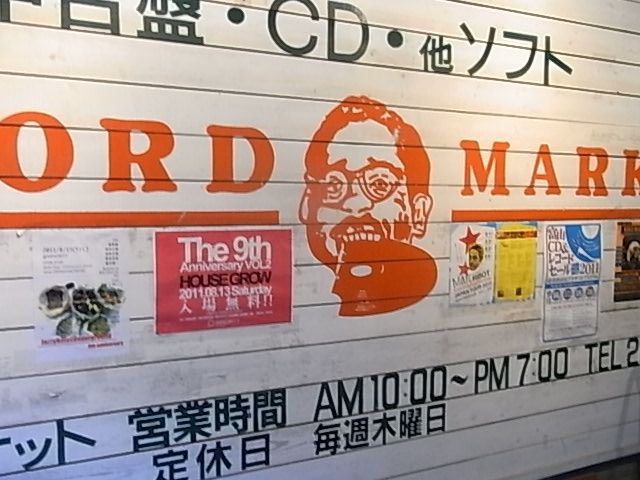 中古盤・CD・他ソフト
ORD MARK
The 9th
Anniversary VOL.2
HOUSE GROW
2011.08.13 Saturday
入場無料!!
CD&
レコード
セール 2011
ケット 営業時間 AM10:00~PM7:00 TEL2
定休日 毎週木曜日